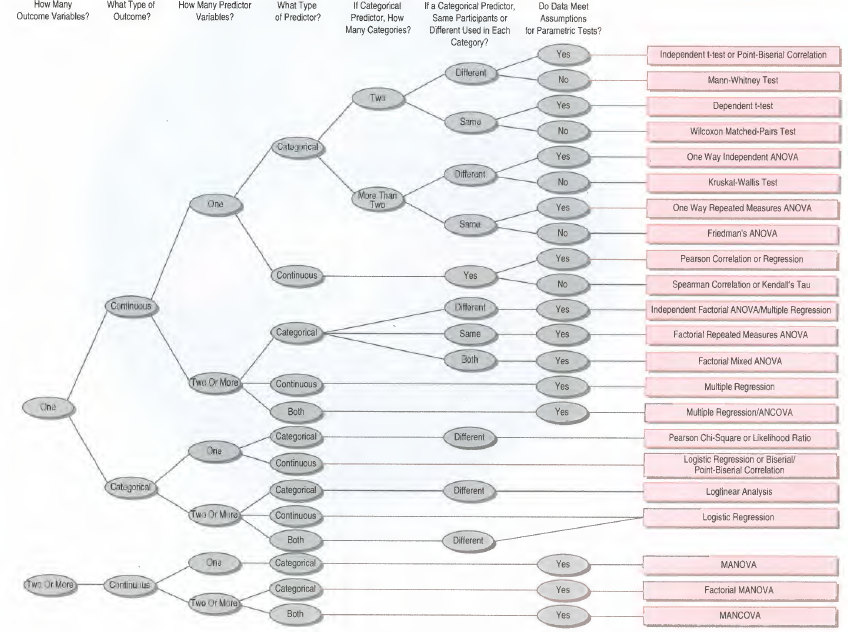 How Many
Outcome Variables?
What Type of
Outcome?
How Many Predictor
Variables?
What Type
of Predictor?
If Categorical
Predictor, How
Many Categories?
If a Categorical Predictor,
Same Participants or
Different Used in Each
Category?
Do Data Meet
Assumptions
for Parametric Tests?
Yes
Independent t-test or Point-Biserial Correlation
Different
No
Mann-Whitney Test
Two
Yes
Dependent t-test
Same
No
Wilcoxon Matched-Pairs Test
Categorical
Yes
One Way Independent ANOVA
Different
No
Kruskal-Wallis Test
More Than
Two
One
Yes
One Way Repeated Measures ANOVA
Same
No
Friedman's ANOVA
Yes
Pearson Correlation or Regression
Continuous
Yes
No
Spearman Correlation or Kendall's Tau
Continuous
Different
Yes
Independent Factorial ANOVA/Multiple Regression
Categorical
Same
Yes
Factorial Repeated Measures ANOVA
Both
Yes
Factorial Mixed ANOVA
Two Or More
Continuous
Yes
Multiple Regression
One
Both
Yes
Multiple Regression/ANCOVA
Categorical
Different
Pearson Chi-Square or Likelihood Ratio
One
Continuous
Logistic Regression or Biserial/
Point-Biserial Correlation
Categorical
Categorical
Different
Loglinear Analysis
Two Or More
Continuous
Logistic Regression
Both
Different
One
Categorical
Yes
MANOVA
Two Or More
Continuous
Categorical
Yes
Factorial MANOVA
Two Or More
Both
Yes
MANCOVA